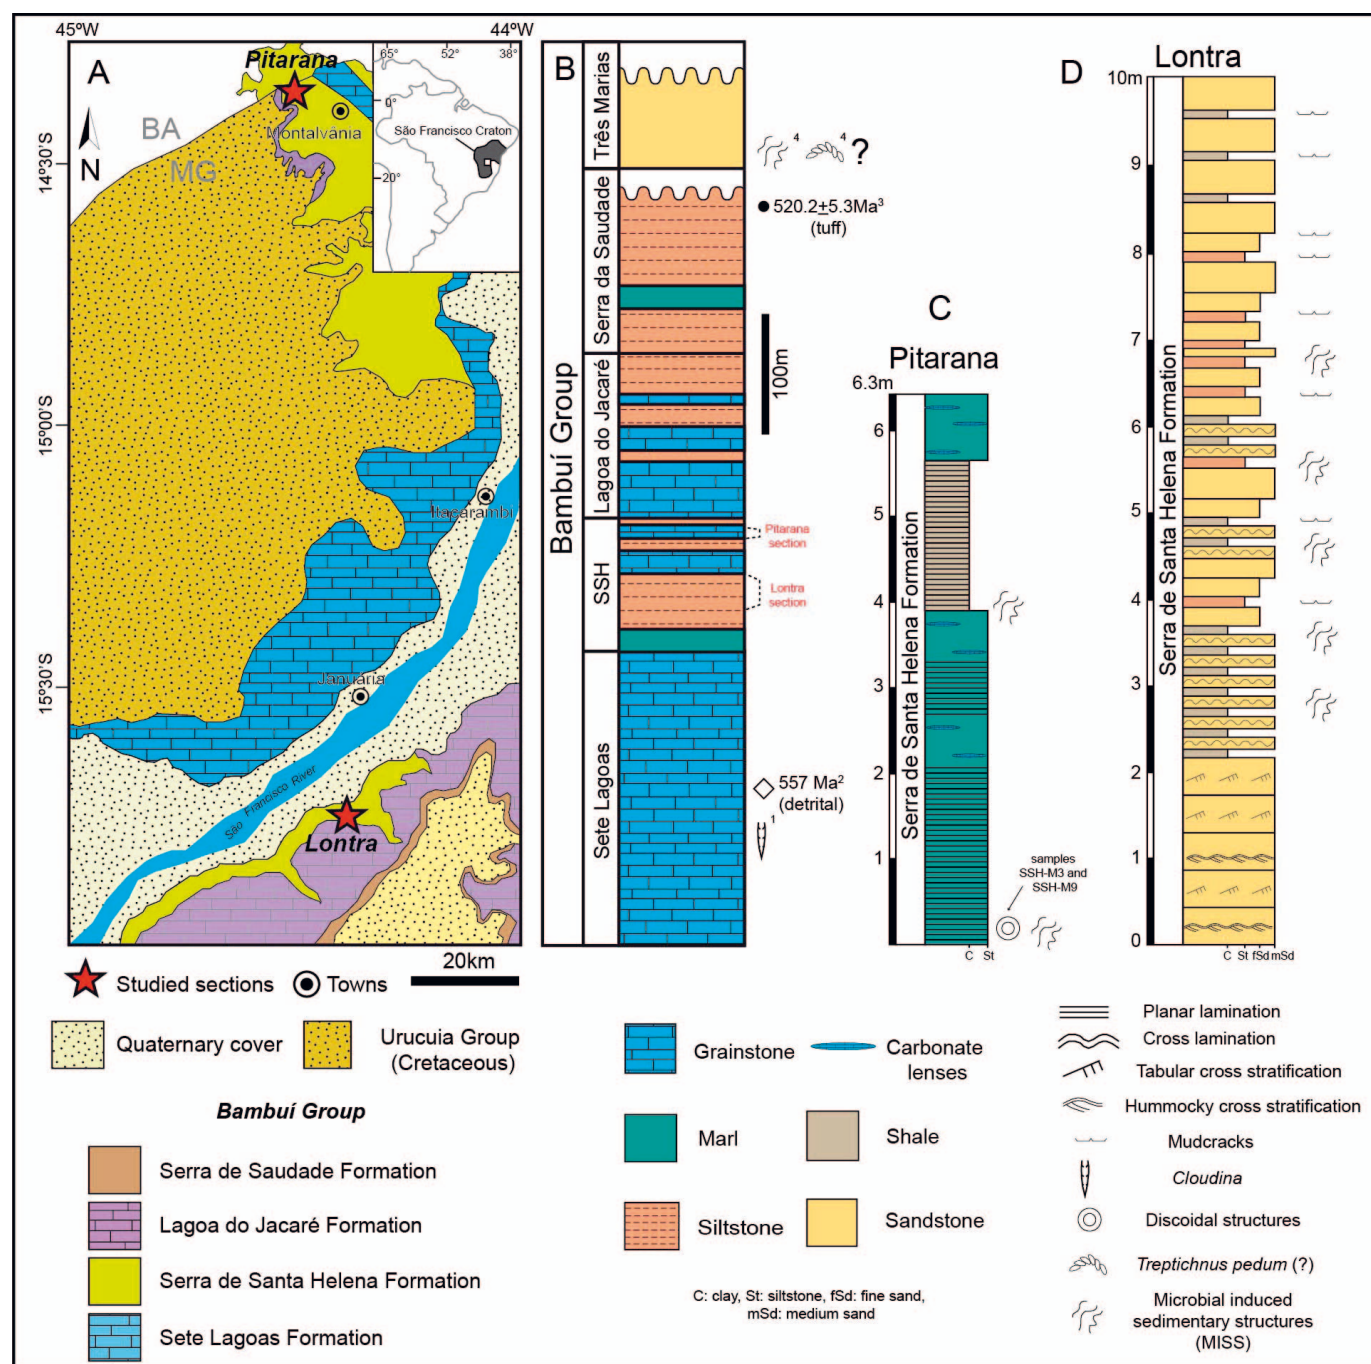 45ºW
44ºW
A
Pitarana
N
BA
MG
Montalvânia
65°
52°
38°
0°
20°
São Francisco Craton
14º30'S
15º00'S
15º30'S
Itacarambi
Januária
São Francisco River
Lontra
20km
Studied sections
Towns
Quaternary cover
Urucuia Group
(Cretaceous)
Bambuí Group
Serra de Saudade Formation
Lagoa do Jacaré Formation
Serra de Santa Helena Formation
Sete Lagoas Formation
B
Bambuí Group
Três Marias
Serra da Saudade
Lagoa do Jacaré
SSH
Sete Lagoas
4
4
?
520.2±5.3Ma³
(tuff)
100m
Pitarana
section
Lontra
section
557 Ma²
(detrital)
1
C
Pitarana
6.3m
6
5
4
3
2
1
Serra de Santa Helena Formation
samples
SSH-M3 and
SSH-M9
C St
D
Lontra
10m
9
8
7
6
5
4
3
2
1
0
Serra de Santa Helena Formation
C St fSd mSd
Grainstone
Carbonate
lenses
Marl
Shale
Siltstone
Sandstone
C: clay, St: siltstone, fSd: fine sand,
mSd: medium sand
Planar lamination
Cross lamination
Tabular cross stratification
Hummocky cross stratification
Mudcracks
Cloudina
Discoidal structures
Treptichnus pedum (?)
Microbial induced
sedimentary structures
(MISS)